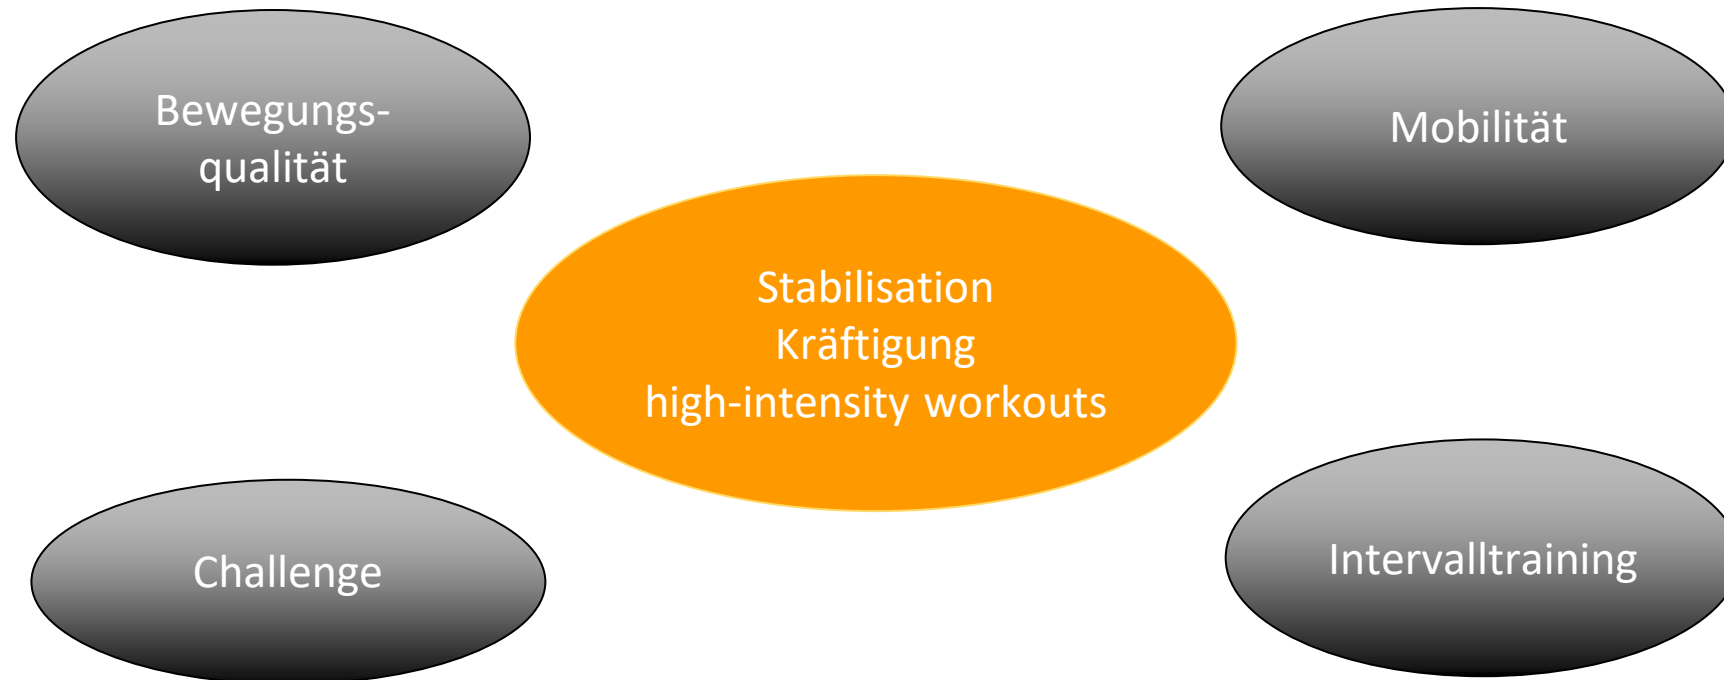 Bewegungs-
qualität
Mobilität
Stabilisation
Kräftigung
high-intensity workouts
Challenge
Intervalltraining